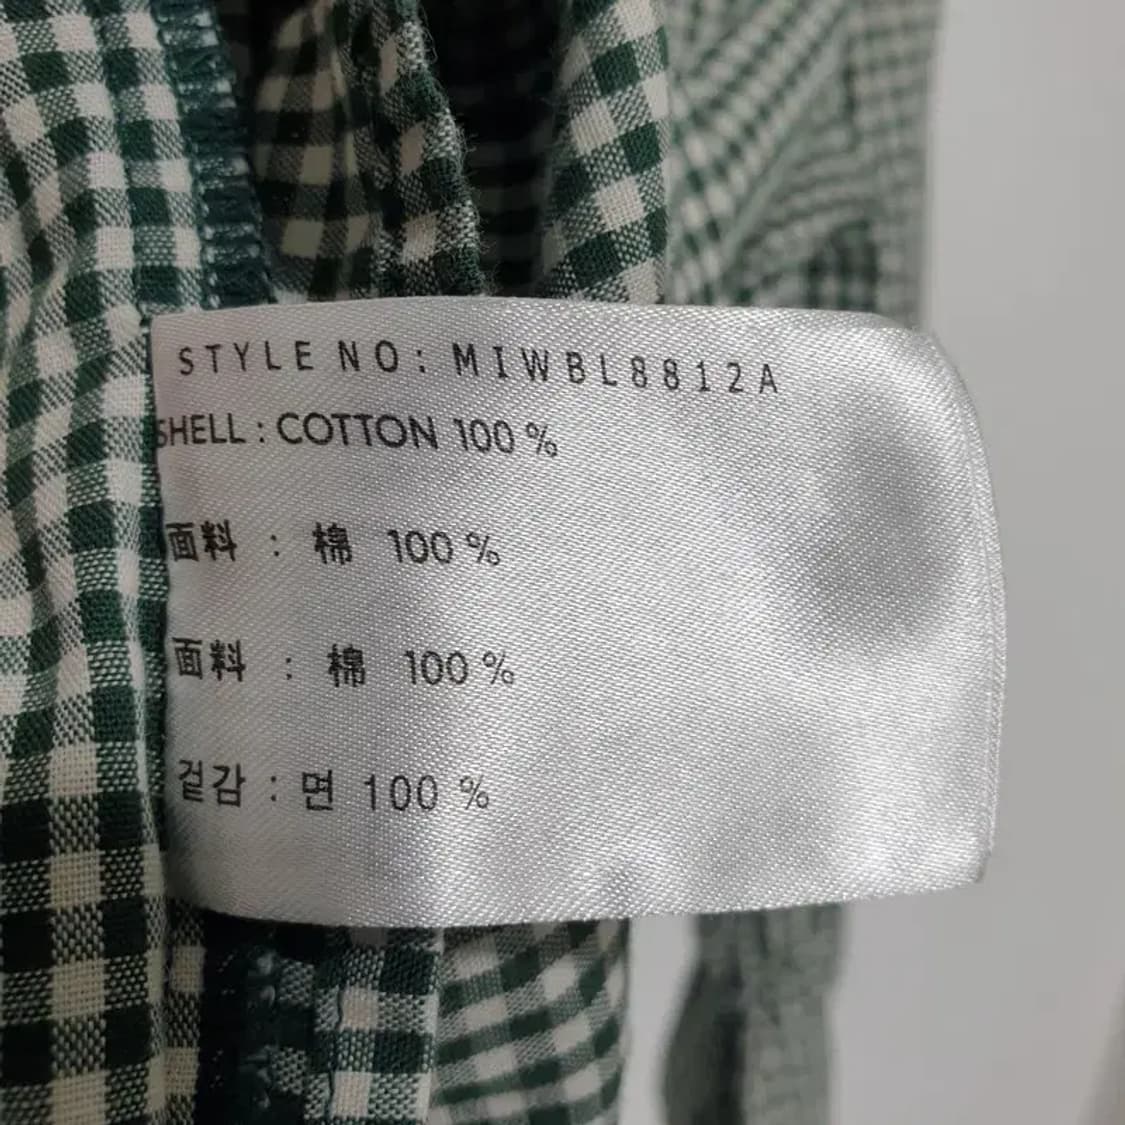 STYLE NO: MIWBL8812A
SHELL : COTTON 100 %
面料 : 棉 100 %
面料 : 棉 100 %
겉감 : 면 100 %